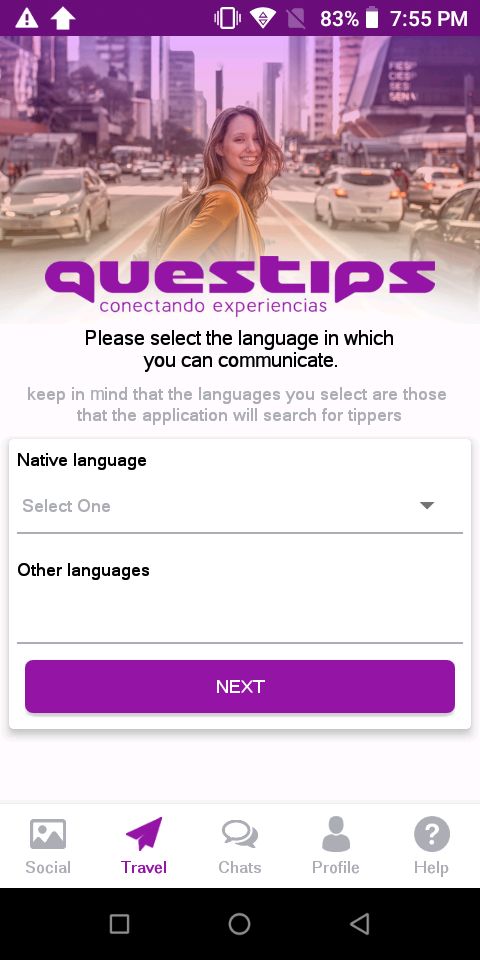 83% 7:55 PM
FIESP
CIESP
SESI
SENAI
questips
conectando experiencias
Please select the language in which
you can communicate.
keep in mind that the languages you select are those
that the application will search for tippers
Native language
Select One
Other languages
NEXT
Social Travel Chats Profile Help